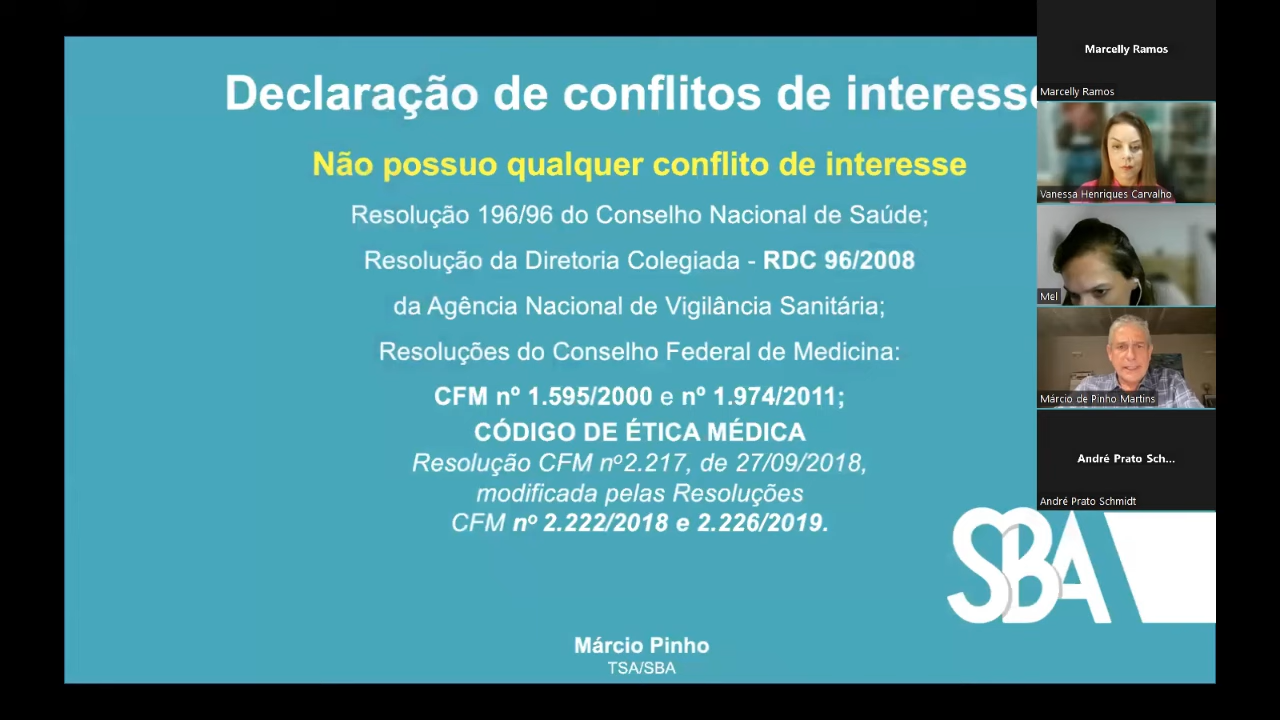 Declaração de conflitos de interesse
Não possuo qualquer conflito de interesse
Resolução 196/96 do Conselho Nacional de Saúde;
Resolução da Diretoria Colegiada - RDC 96/2008
da Agência Nacional de Vigilância Sanitária;
Resoluções do Conselho Federal de Medicina:
CFM nº 1.595/2000 e nº 1.974/2011;
CÓDIGO DE ÉTICA MÉDICA
Resolução CFM nº2.217, de 27/09/2018,
modificada pelas Resoluções
CFM nº 2.222/2018 e 2.226/2019.
SBA
Márcio Pinho
TSA/SBA
Marcelly Ramos
Marcelly Ramos
Vanessa Henriques Carvalho
Mel
Márcio de Pinho Martins
André Prato Sch...
André Prato Schmidt